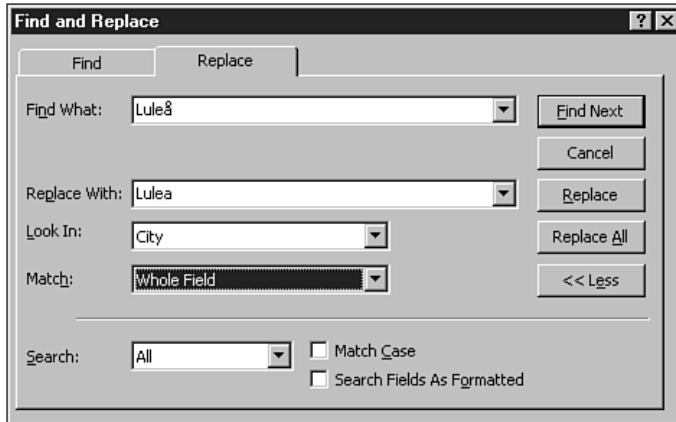 Find and Replace
Find Replace
Find What: Luleå Find Next
Cancel
Replace With: Lulea Replace
Look In: City Replace All
Match: Whole Field << Less
Search: All Match Case
Search Fields As Formatted